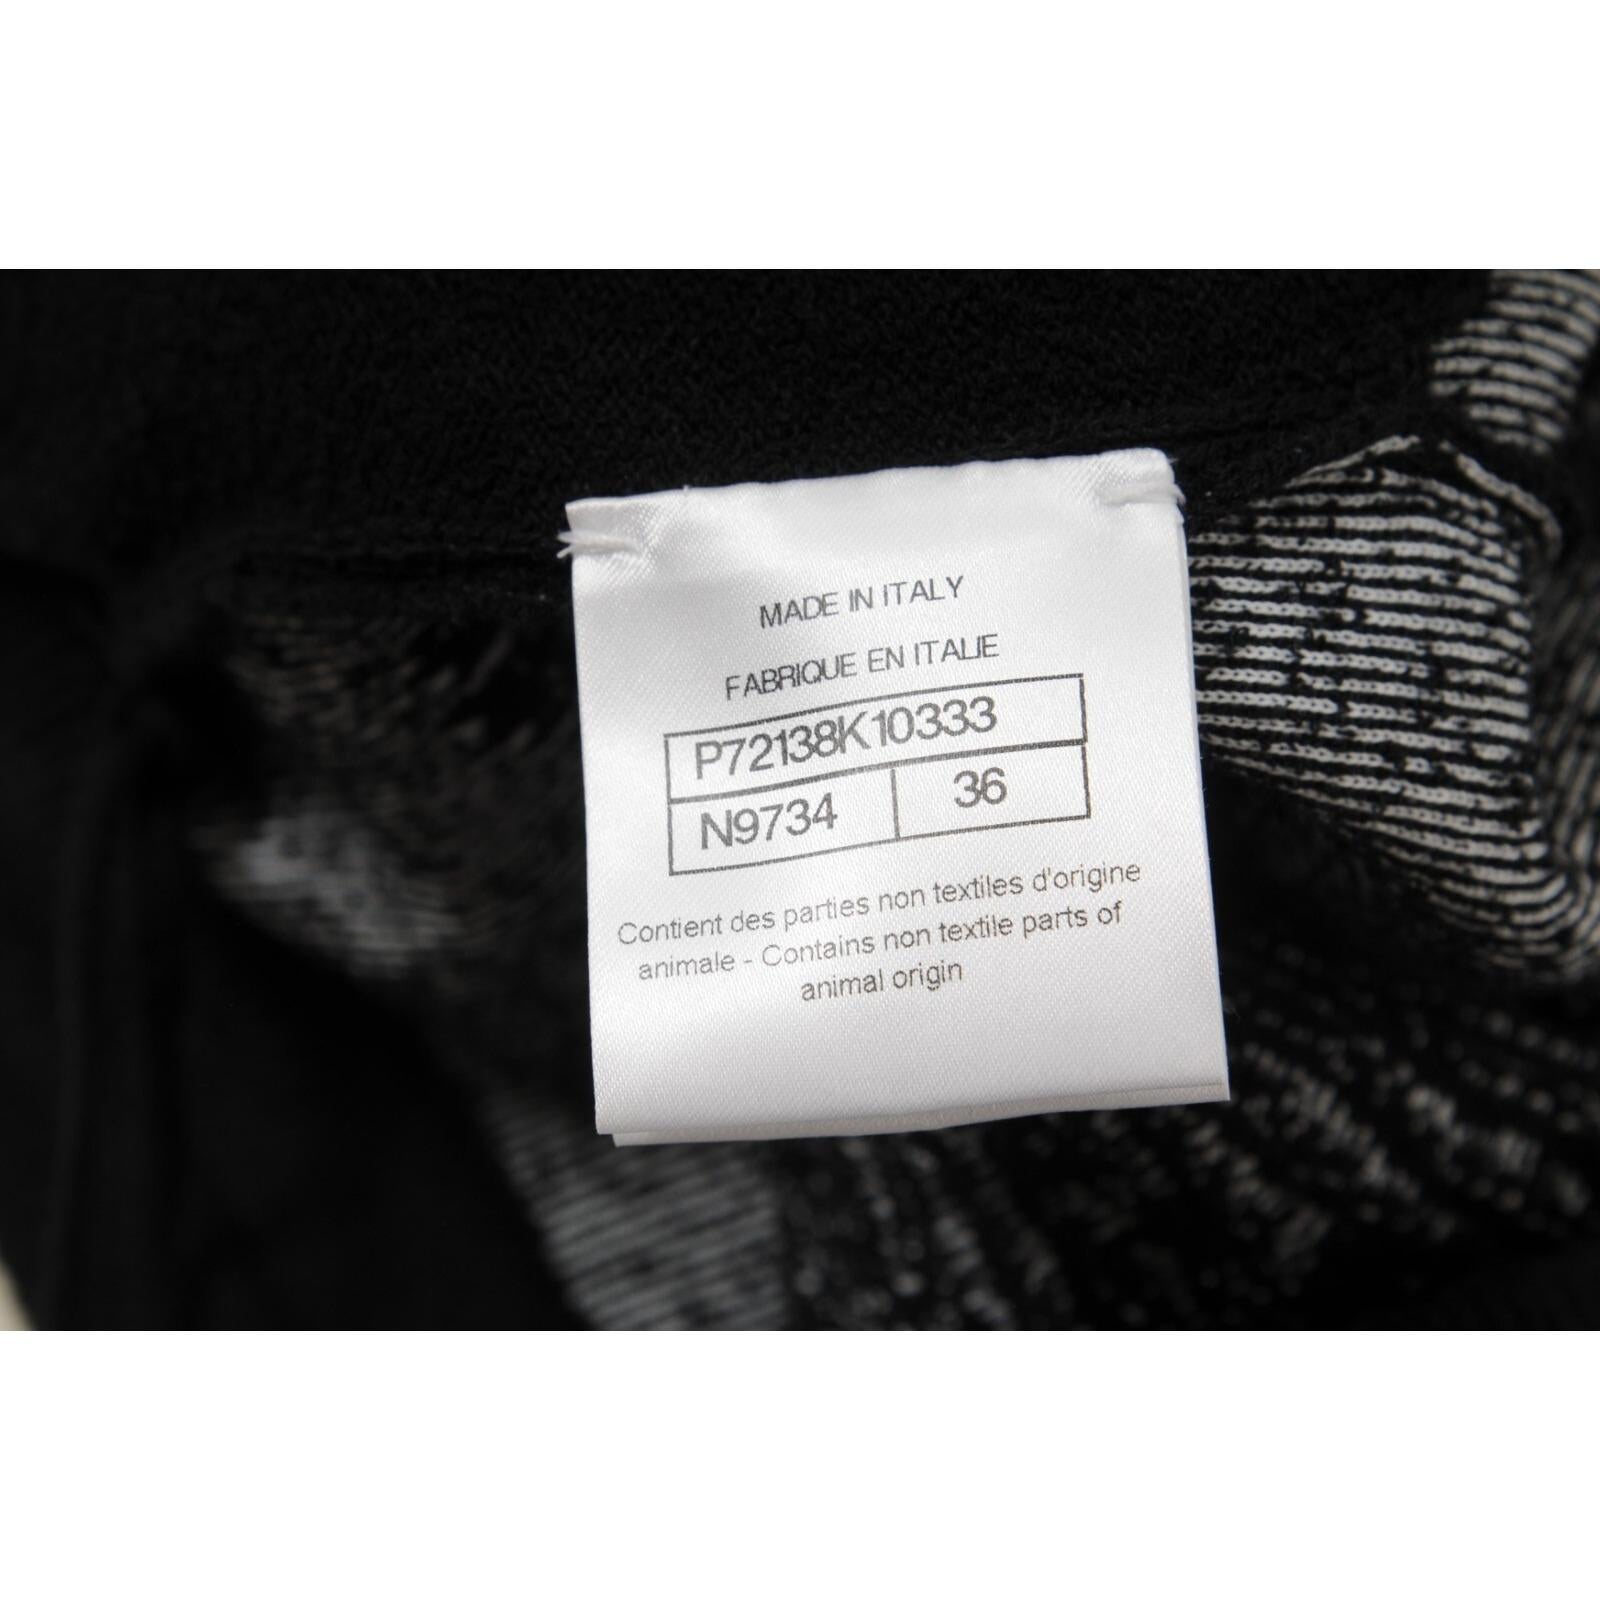 MADE IN ITALY
FABRIQUE EN ITALIE
P72138K10333
N9734 36
Contient des parties non textiles d'origine
animale - Contains non textile parts of
animal origin